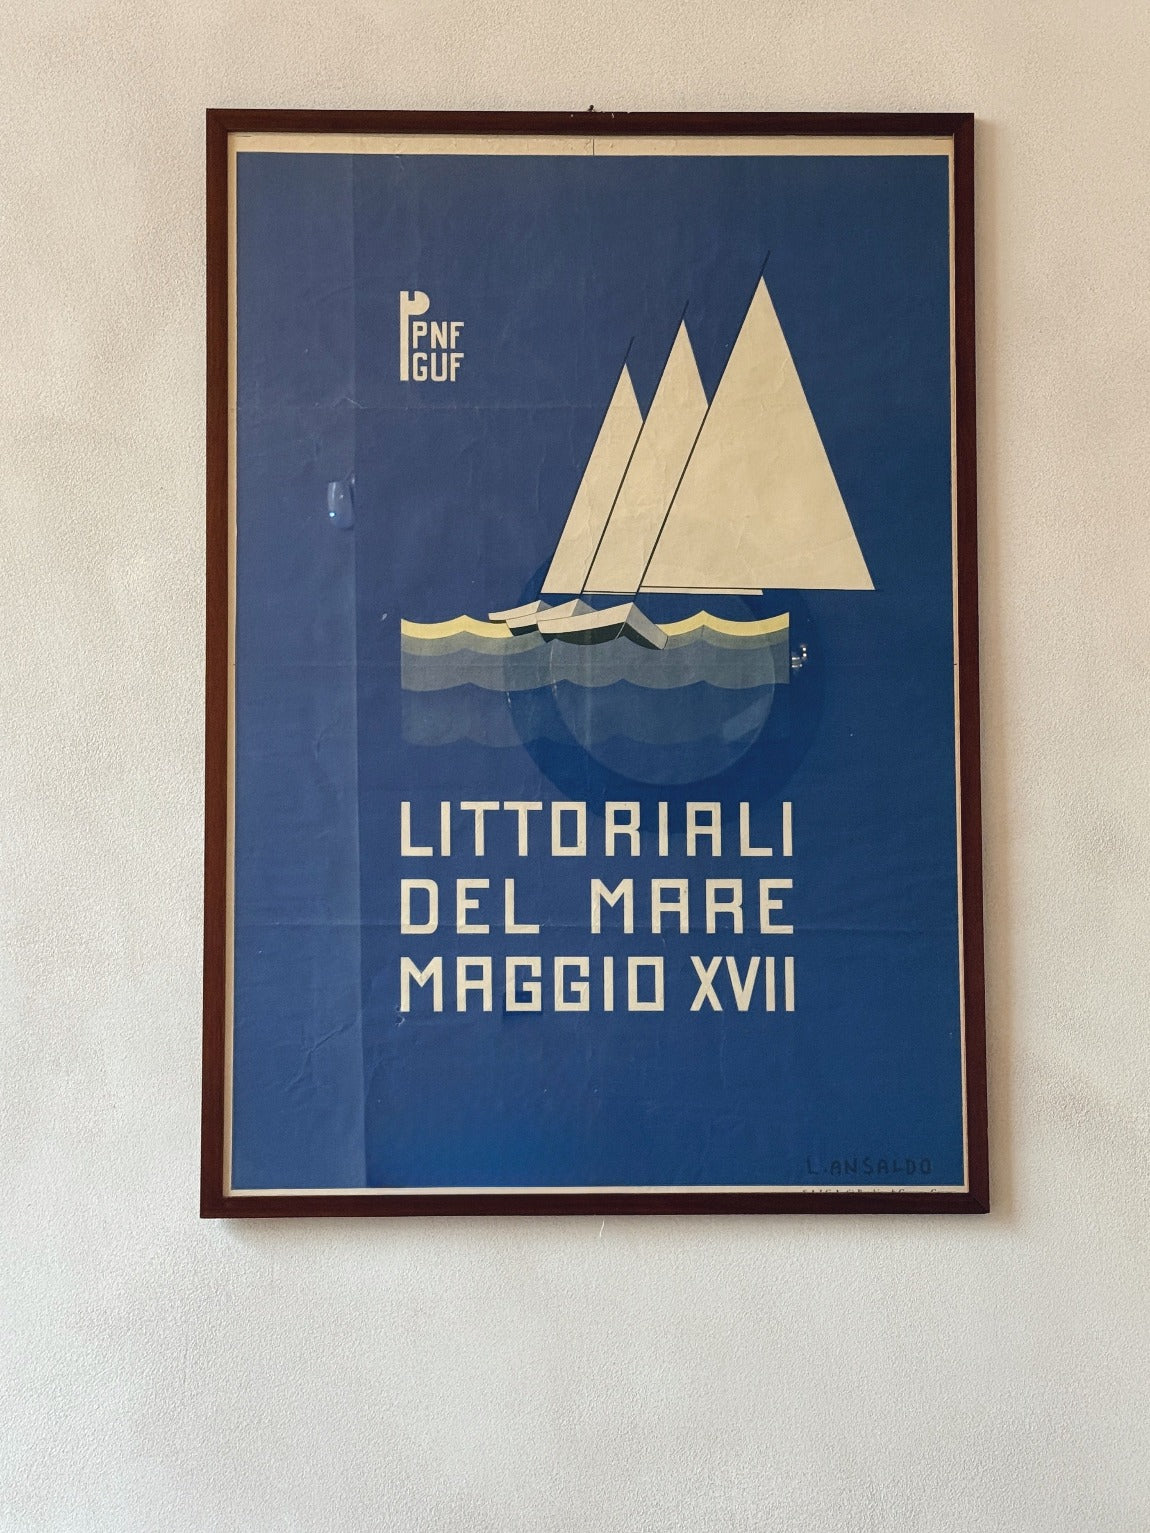 PNF
GUF
LITTORIALI
DEL MARE
MAGGIO XVII
L. ANSALDO